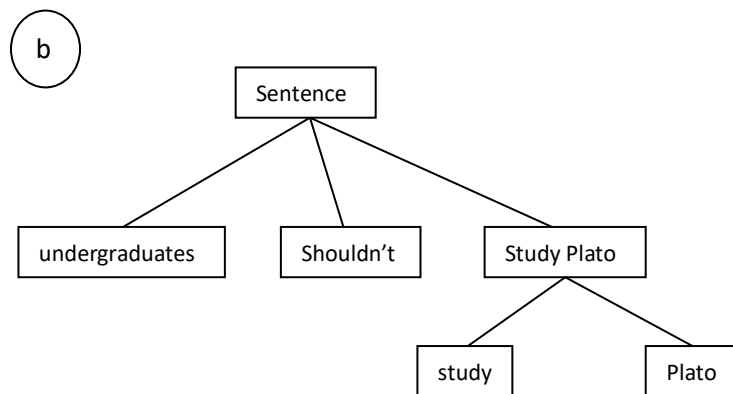 b
Sentence
undergraduates
Shouldn’t
Study Plato
study
Plato